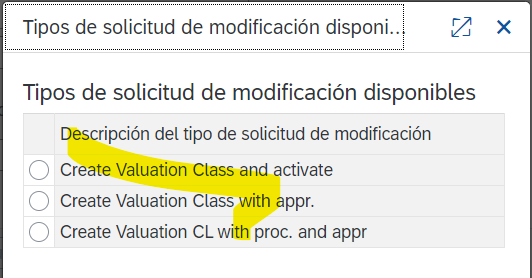 Tipos de solicitud de modificación disponi...
Tipos de solicitud de modificación disponibles
Descripción del tipo de solicitud de modificación
Create Valuation Class and activate
Create Valuation Class with appr.
Create Valuation CL with proc. and appr